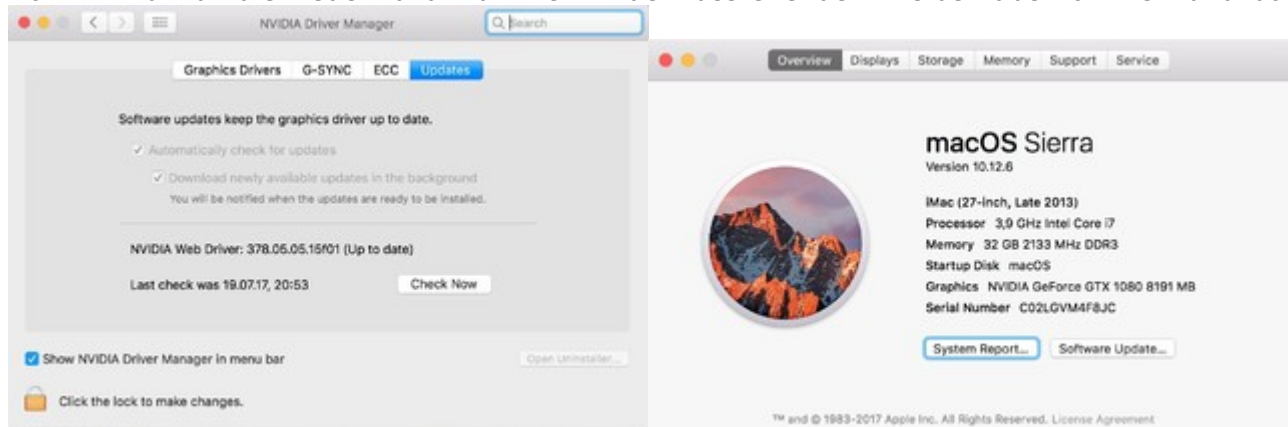 NVIDIA Driver Manager
Search
Graphics Drivers G-SYNC ECC Updates
Software updates keep the graphics driver up to date.
Automatically check for updates
Download newly available updates in the background
You will be notified when the updates are ready to be installed.
NVIDIA Web Driver: 378.05.05.15f01 (Up to date)
Last check was 19.07.17, 20:53 Check Now
Show NVIDIA Driver Manager in menu bar
Open Uninstaller...
Click the lock to make changes.
Overview Displays Storage Memory Support Service
macOS Sierra
Version 10.12.6
iMac (27-inch, Late 2013)
Processor 3,9 GHz Intel Core i7
Memory 32 GB 2133 MHz DDR3
Startup Disk macOS
Graphics NVIDIA GeForce GTX 1080 8191 MB
Serial Number C02LGVM4F8JC
System Report... Software Update...
™ and © 1983-2017 Apple Inc. All Rights Reserved. License Agreement